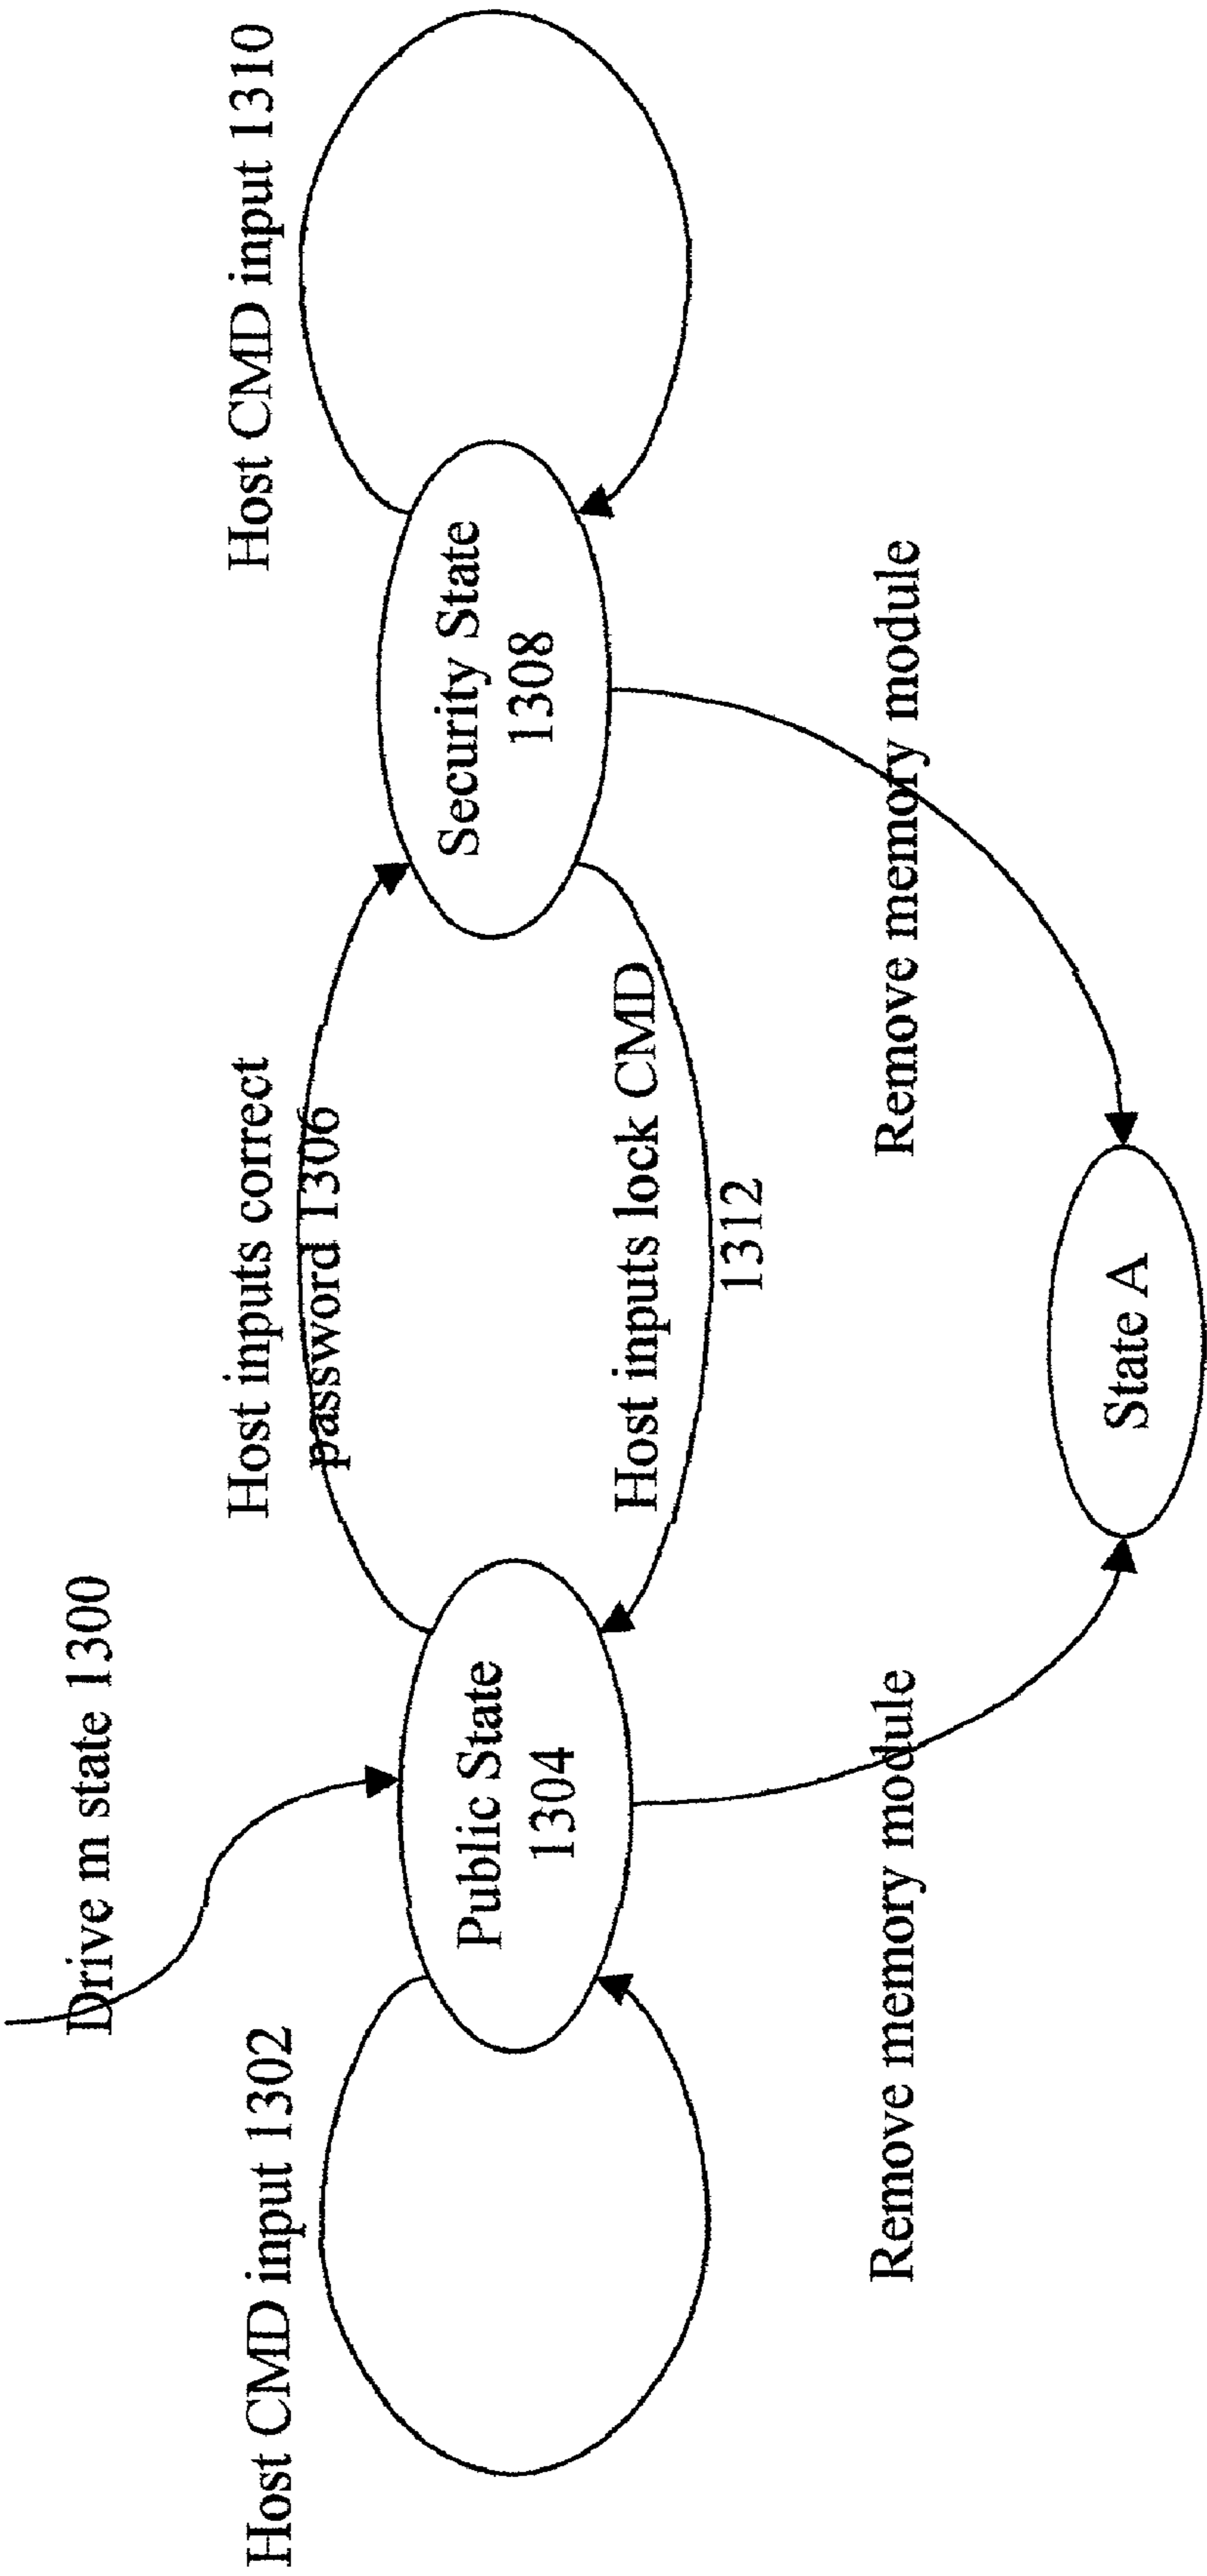 Drive m state 1300
Host CMD input 1302
Host inputs correct
password 1306
Host CMD input 1310
Public State
1304
Security State
1308
Host inputs lock CMD
1312
Remove memory module
Remove memory module
State A